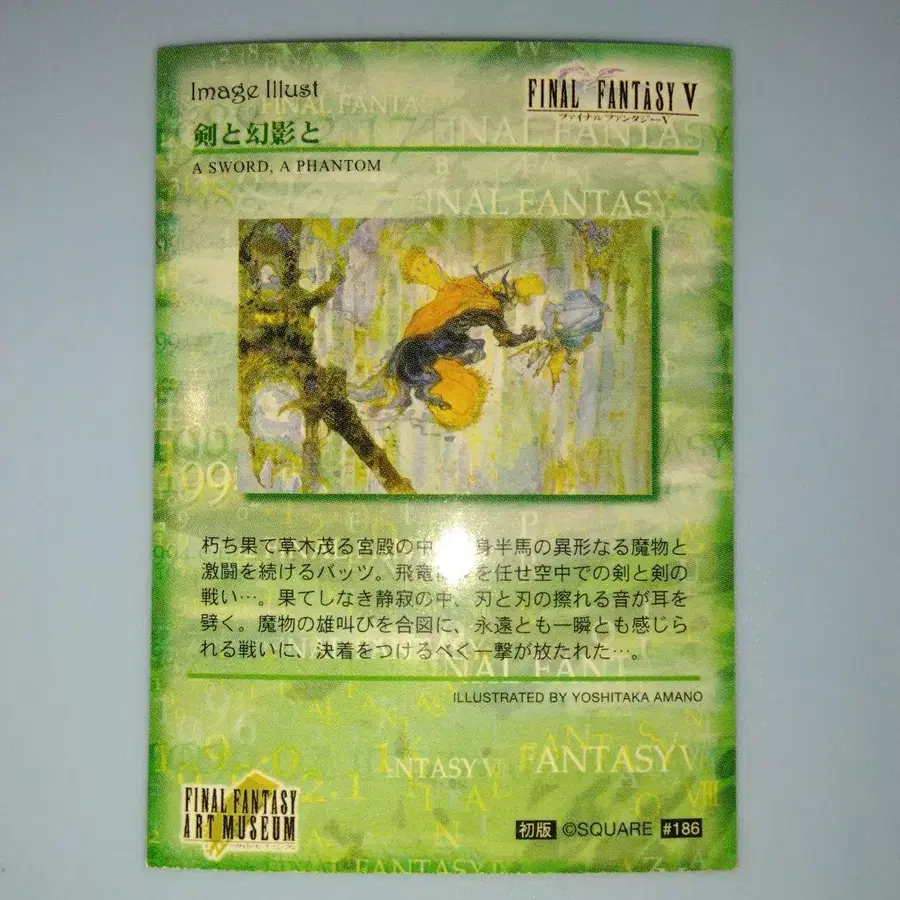 Image Illust
FINAL FANTASY V
ファイナルファンタジーV
剣と幻影と
A SWORD, A PHANTOM
朽ち果て草木茂る宮殿の中 身半馬の異形なる魔物と
激闘を続けるバッツ。飛竜 を任せ空中での剣と剣の
戦い…。果てしなき静寂の中、刃と刃の擦れる音が耳を
劈く。魔物の雄叫びを合図に、永遠とも一瞬とも感じら
れる戦いに、決着をつけるべく一撃が放たれた…。
ILLUSTRATED BY YOSHITAKA AMANO
FINAL FANTASY
ART MUSEUM
初版 ©SQUARE #186